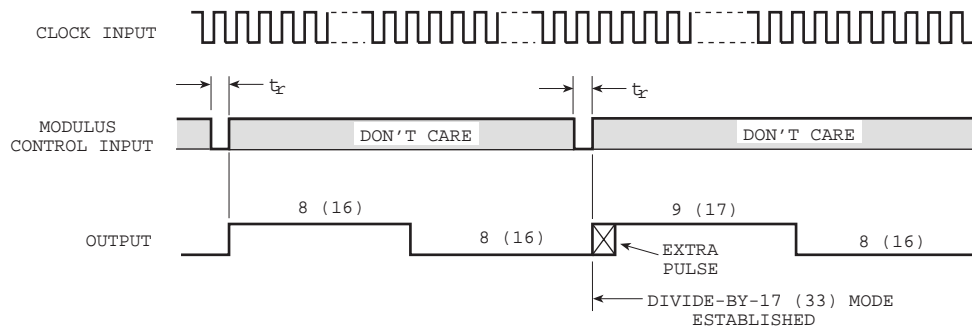 CLOCK INPUT
tr
tr
MODULUS
CONTROL INPUT
DON'T CARE
DON'T CARE
8 (16)
9 (17)
OUTPUT
8 (16)
8 (16)
EXTRA
PULSE
DIVIDE-BY-17 (33) MODE
ESTABLISHED